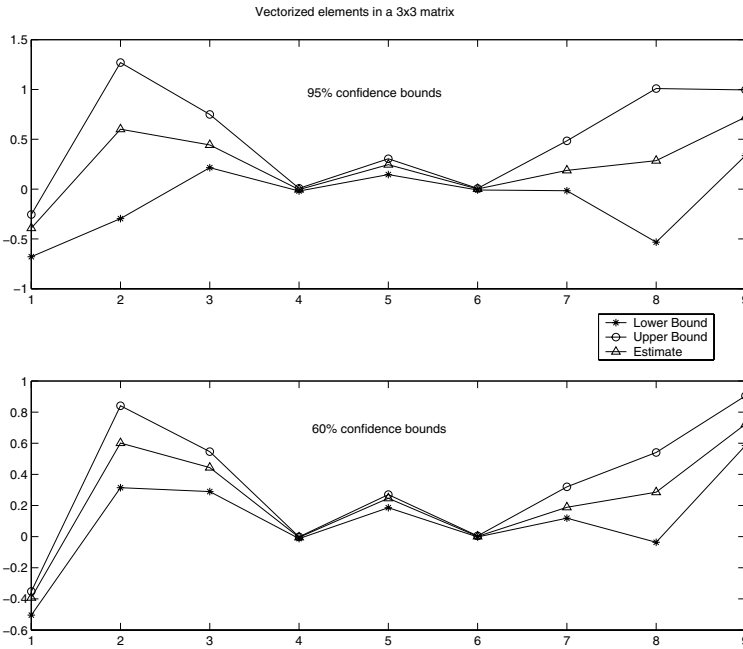 Vectorized elements in a 3x3 matrix
1.5
95% confidence bounds
1
0.5
0
−0.5
−1
1 2 3 4 5 6 7 8 9
Lower Bound
Upper Bound
Estimate
1
0.8
60% confidence bounds
0.6
0.4
0.2
0
−0.2
−0.4
−0.6
1 2 3 4 5 6 7 8 9